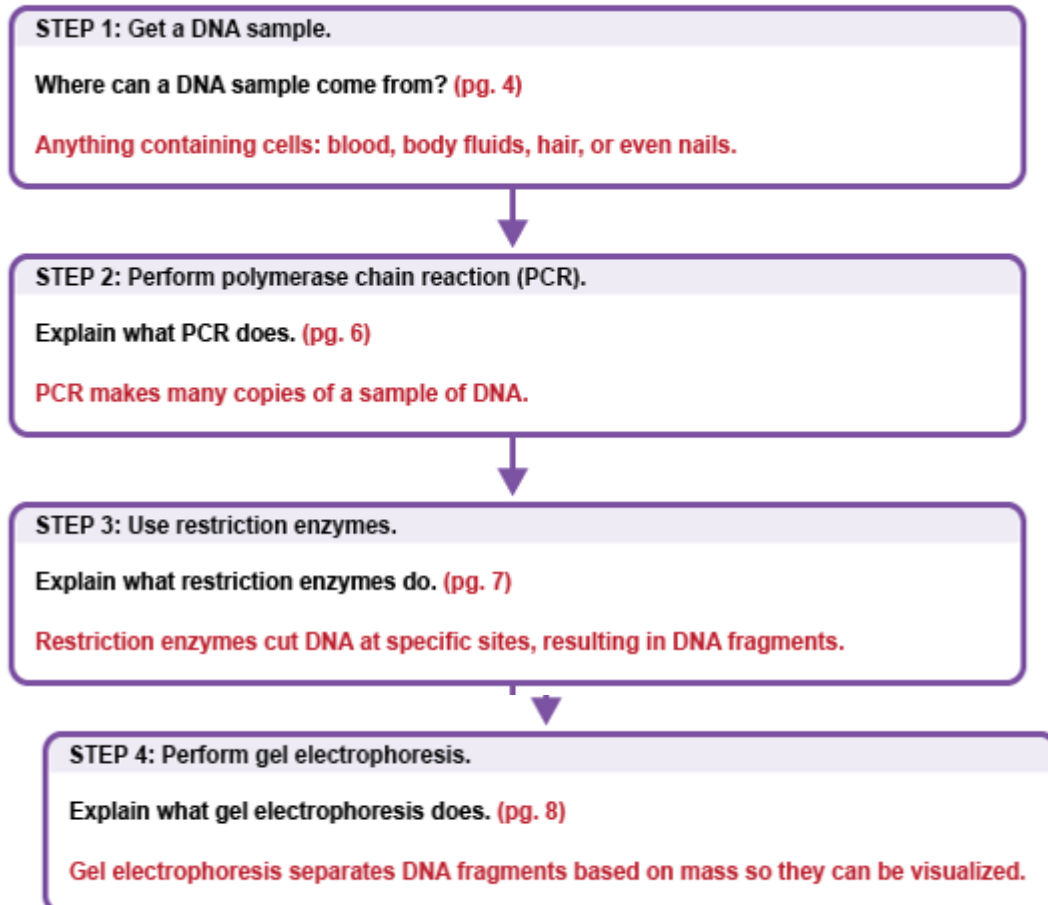 STEP 1: Get a DNA sample.
Where can a DNA sample come from? (pg. 4)
Anything containing cells: blood, body fluids, hair, or even nails.
STEP 2: Perform polymerase chain reaction (PCR).
Explain what PCR does. (pg. 6)
PCR makes many copies of a sample of DNA.
STEP 3: Use restriction enzymes.
Explain what restriction enzymes do. (pg. 7)
Restriction enzymes cut DNA at specific sites, resulting in DNA fragments.
STEP 4: Perform gel electrophoresis.
Explain what gel electrophoresis does. (pg. 8)
Gel electrophoresis separates DNA fragments based on mass so they can be visualized.